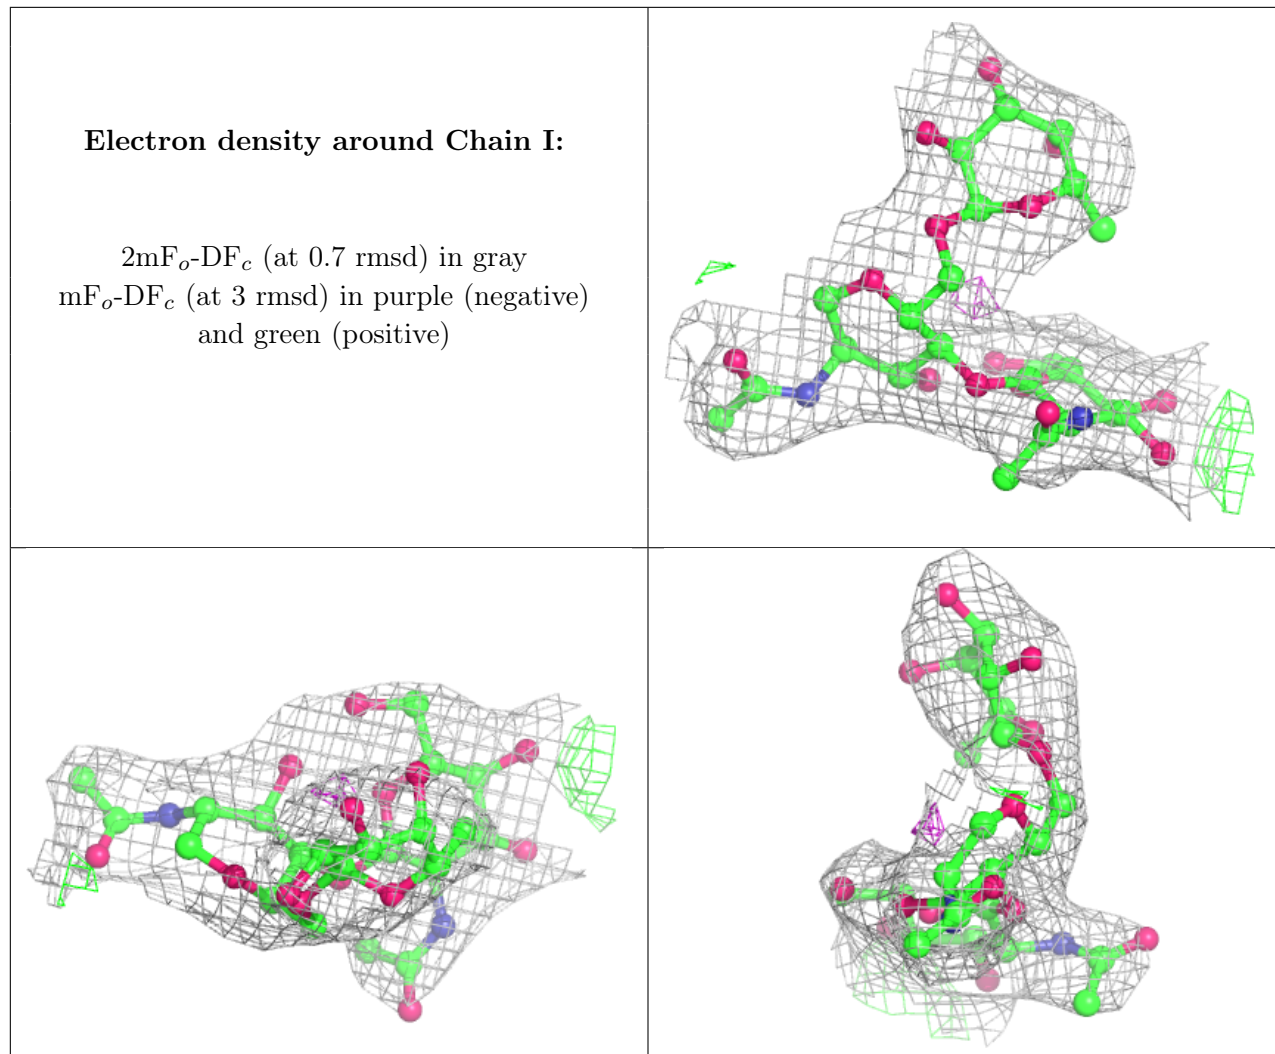 Electron density around Chain I:
2mFo-DFc (at 0.7 rmsd) in gray
mFo-DFc (at 3 rmsd) in purple (negative)
and green (positive)